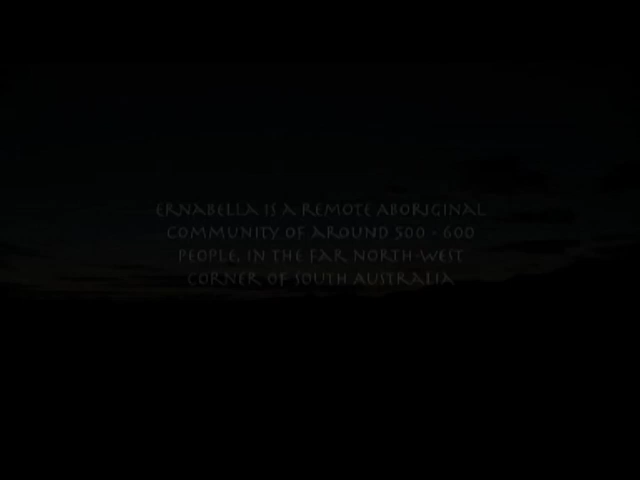 ERNABELLA IS A REMOTE ABORIGINAL
COMMUNITY OF AROUND 500 - 600
PEOPLE, IN THE FAR NORTH-WEST
CORNER OF SOUTH AUSTRALIA